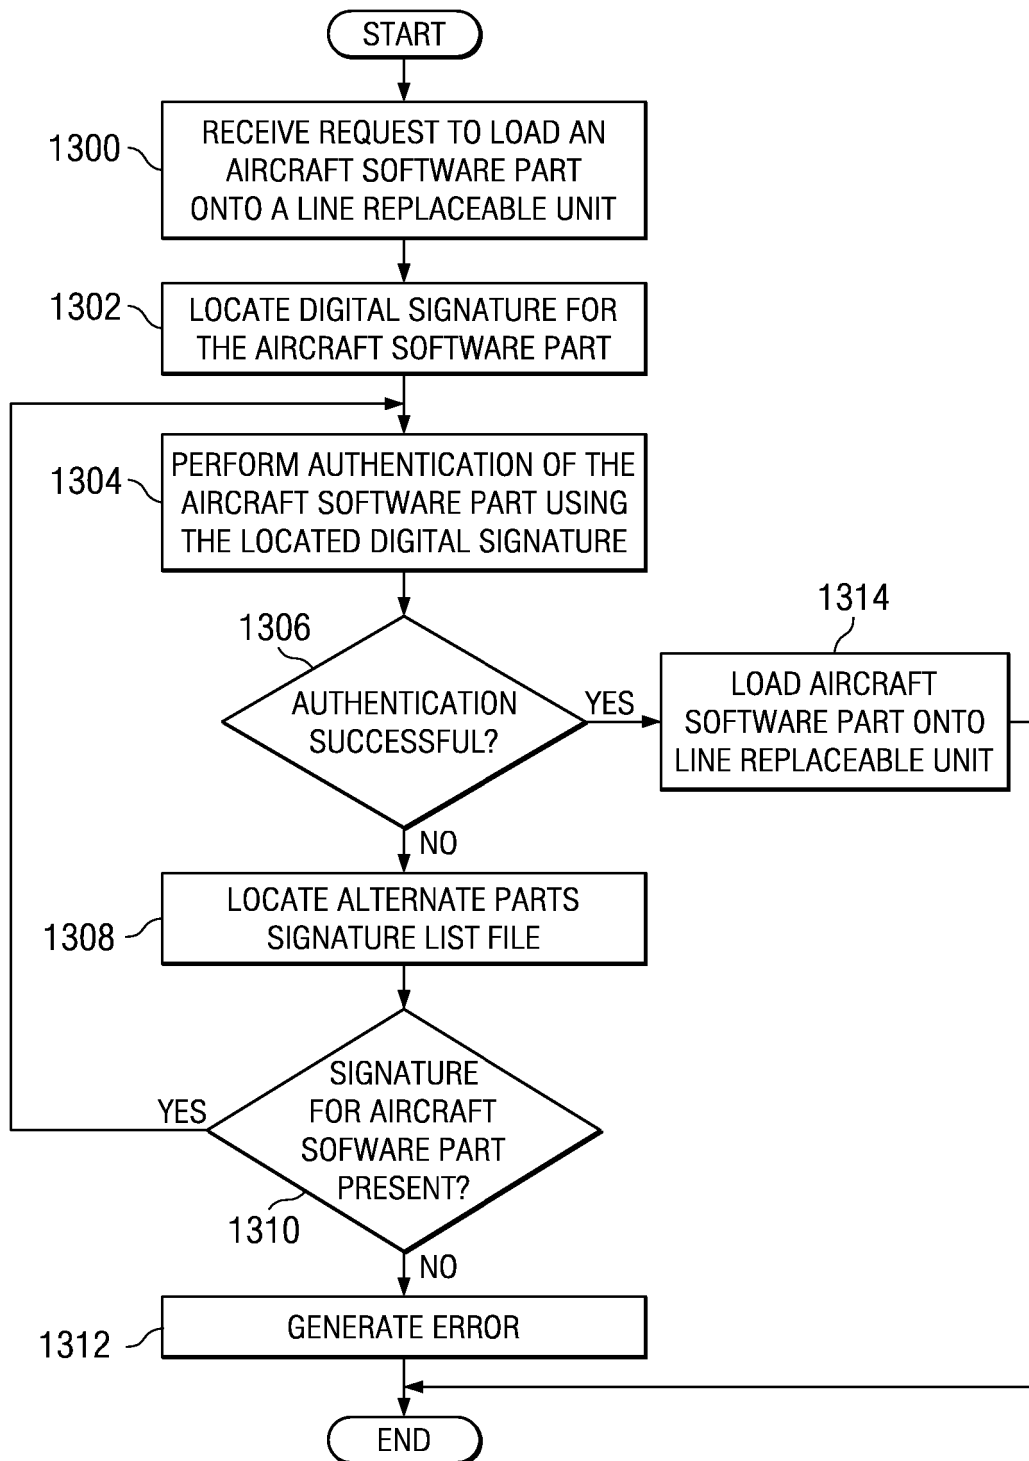 START
1300
RECEIVE REQUEST TO LOAD AN
AIRCRAFT SOFTWARE PART
ONTO A LINE REPLACEABLE UNIT
1302
LOCATE DIGITAL SIGNATURE FOR
THE AIRCRAFT SOFTWARE PART
1304
PERFORM AUTHENTICATION OF THE
AIRCRAFT SOFTWARE PART USING
THE LOCATED DIGITAL SIGNATURE
1306
AUTHENTICATION
SUCCESSFUL?
YES
1314
LOAD AIRCRAFT
SOFTWARE PART ONTO
LINE REPLACEABLE UNIT
NO
1308
LOCATE ALTERNATE PARTS
SIGNATURE LIST FILE
YES
SIGNATURE
FOR AIRCRAFT
SOFWARE PART
PRESENT?
1310
NO
1312
GENERATE ERROR
END